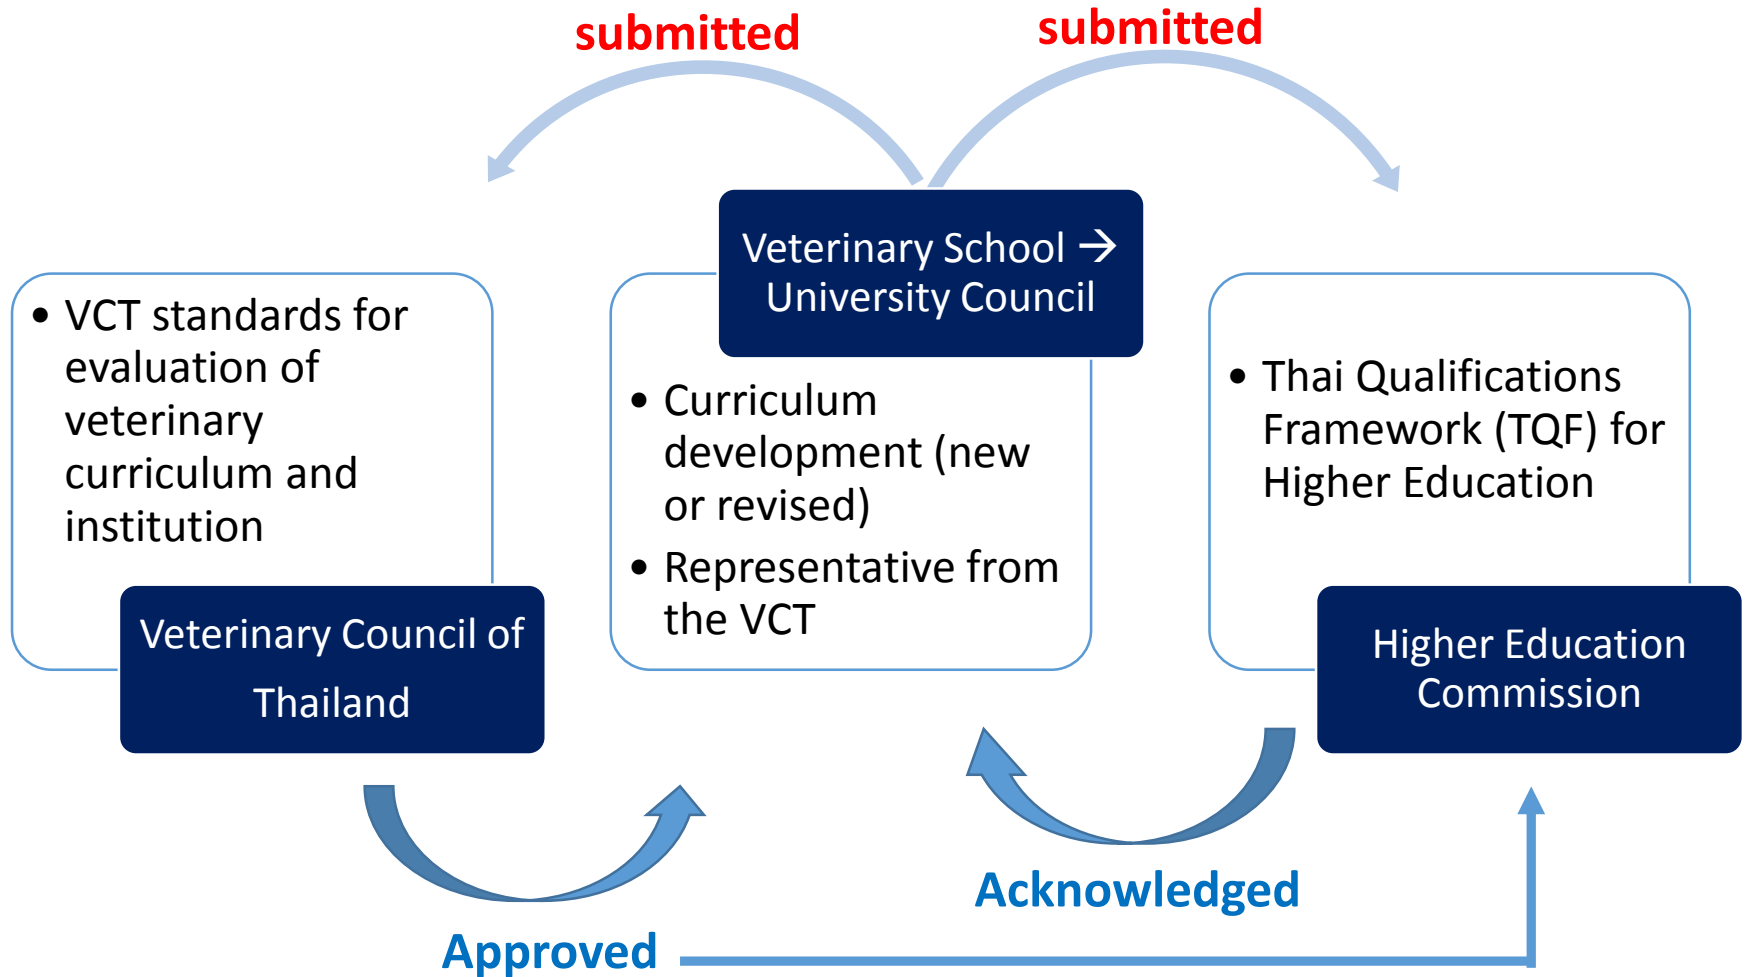 submitted
submitted
• VCT standards for
evaluation of
veterinary
curriculum and
institution
Veterinary Council of
Thailand
Veterinary School →
University Council
• Curriculum
development (new
or revised)
• Representative from
the VCT
• Thai Qualifications
Framework (TQF) for
Higher Education
Higher Education
Commission
Approved
Acknowledged